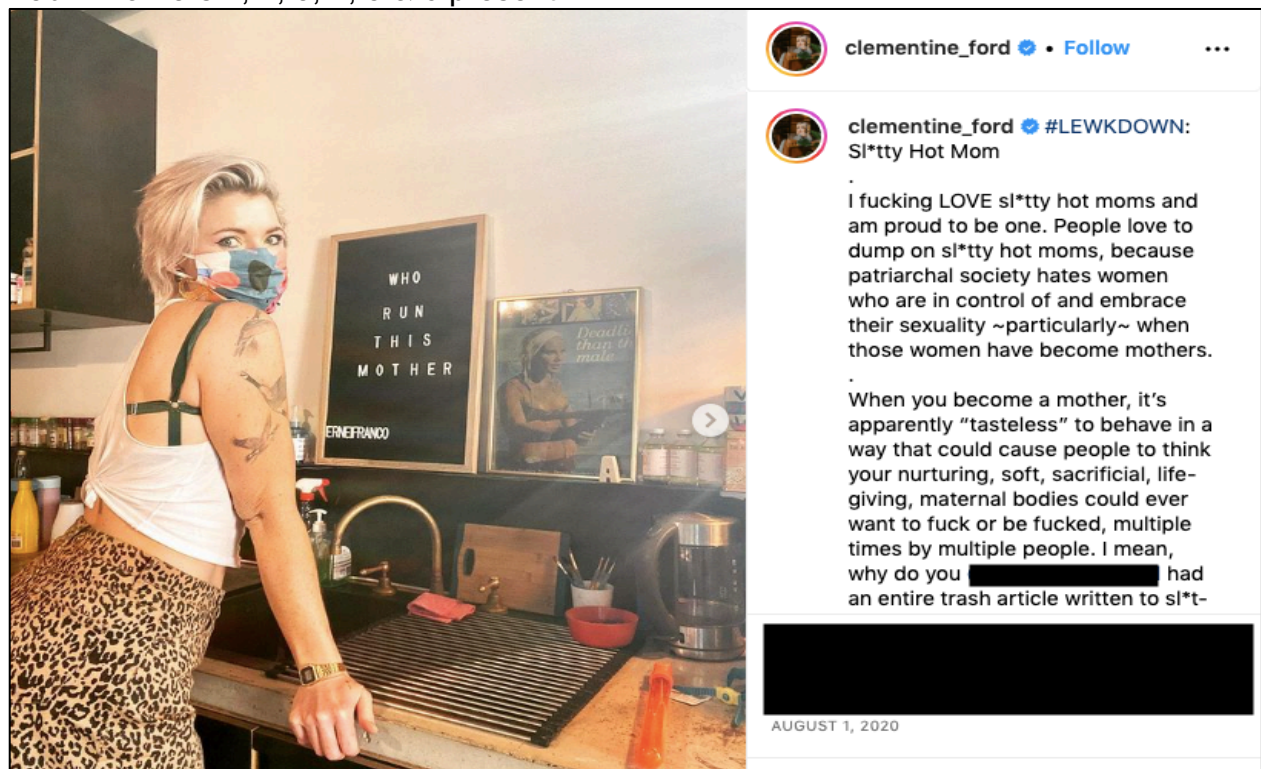 clementine_ford • Follow
clementine_ford #LEWKDOWN:
Sl*tty Hot Mom
.
I fucking LOVE sl*tty hot moms and
am proud to be one. People love to
dump on sl*tty hot moms, because
patriarchal society hates women
who are in control of and embrace
their sexuality ~particularly~ when
those women have become mothers.
.
When you become a mother, it's
apparently “tasteless” to behave in a
way that could cause people to think
your nurturing, soft, sacrificial, life-
giving, maternal bodies could ever
want to fuck or be fucked, multiple
times by multiple people. I mean,
why do you had
an entire trash article written to sl*t-
AUGUST 1, 2020
WHO
RUN
THIS
MOTHER
ERNEIFRANCO
Deadli
than th
male
A